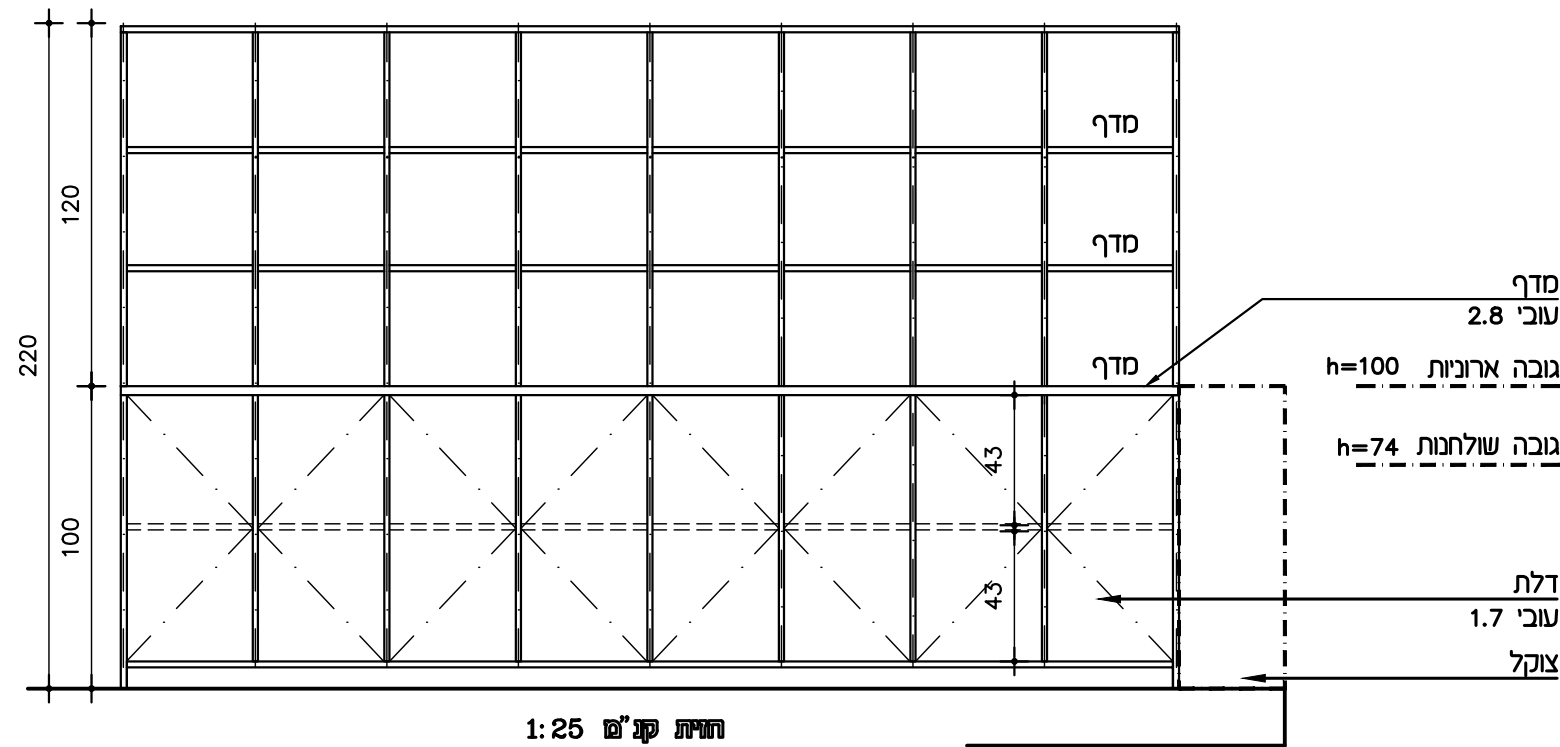 מדף
120
מדף
מדף
עובי 2.8
220
מדף
גובה ארוניות h=100
43
גובה שולחנות h=74
100
43
דלת
עובי 1.7
צוקל
חזית קנ"מ 1:25